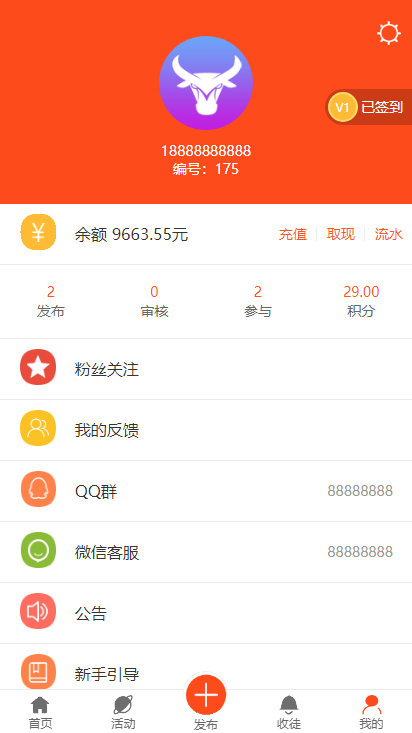 V1 已签到
18888888888
编号：175
¥ 余额 9663.55元 充值 取现 流水
2 0 2 29.00
发布 审核 参与 积分
粉丝关注
我的反馈
QQ群 88888888
微信客服 88888888
公告
新手引导
首页 活动 发布 收徒 我的